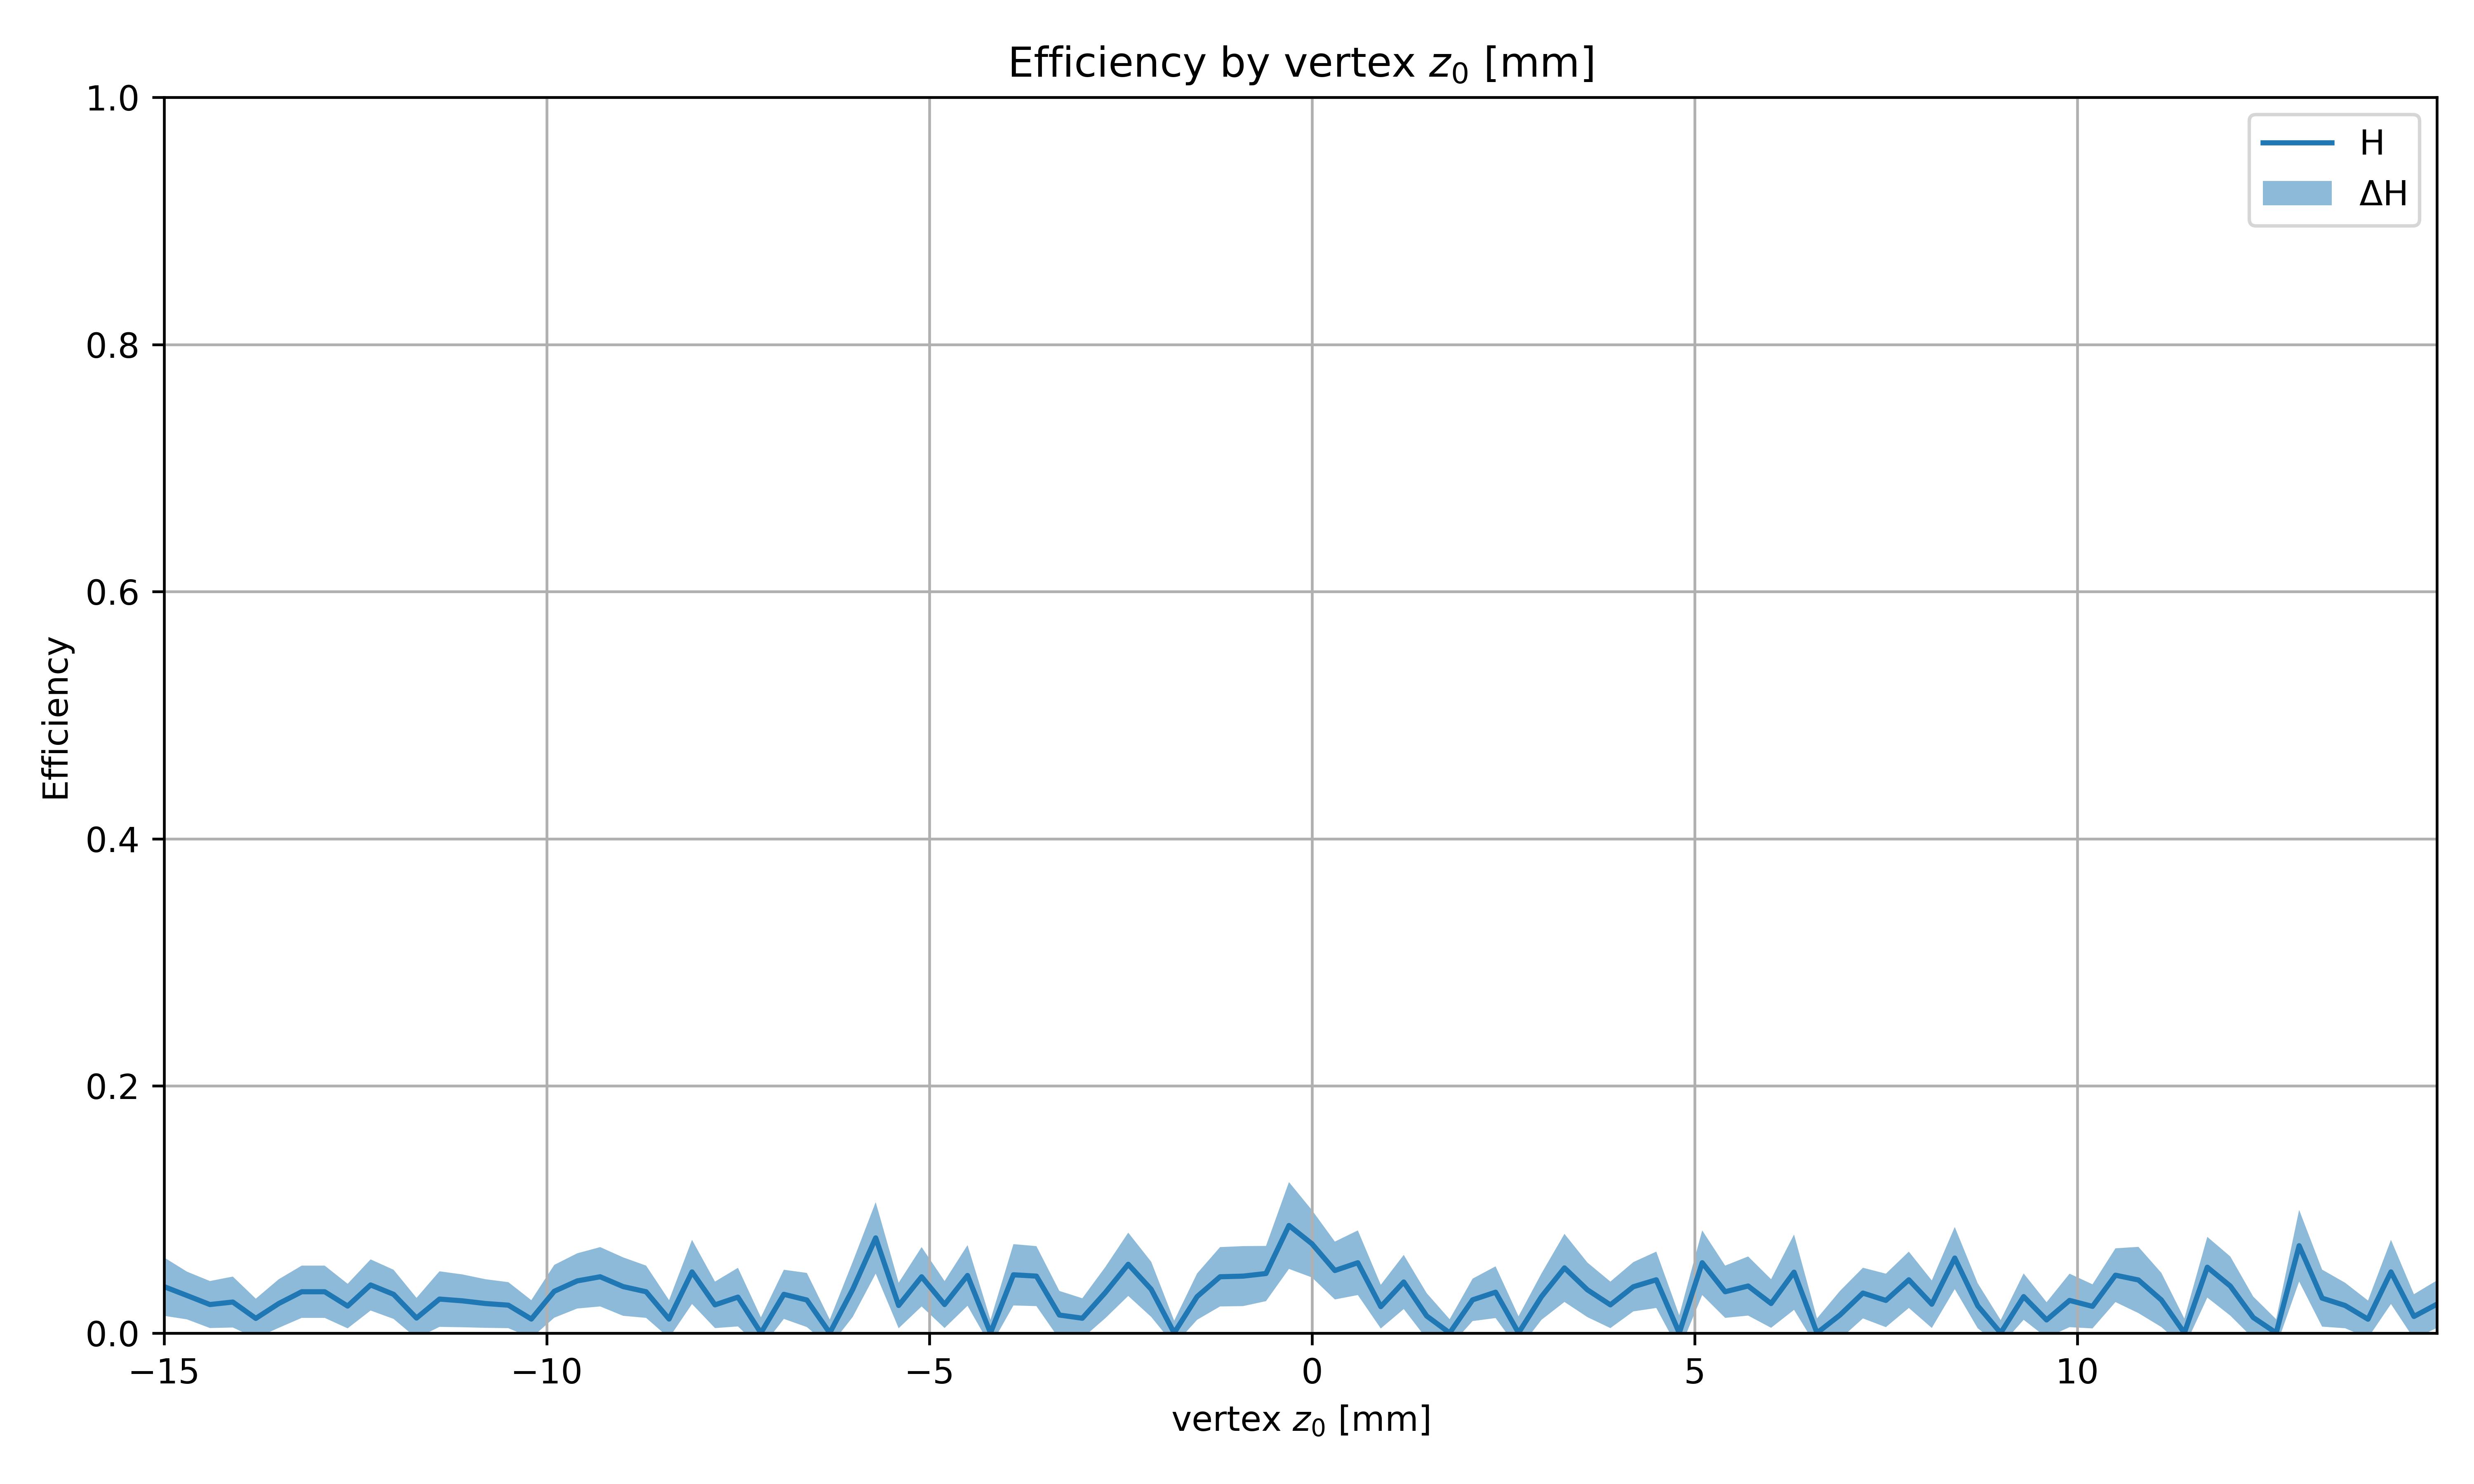 Efficiency by vertex z₀ [mm]
1.0
0.8
0.6
0.4
0.2
0.0
Efficiency
H
ΔH
−15
−10
−5
0
5
10
vertex z₀ [mm]